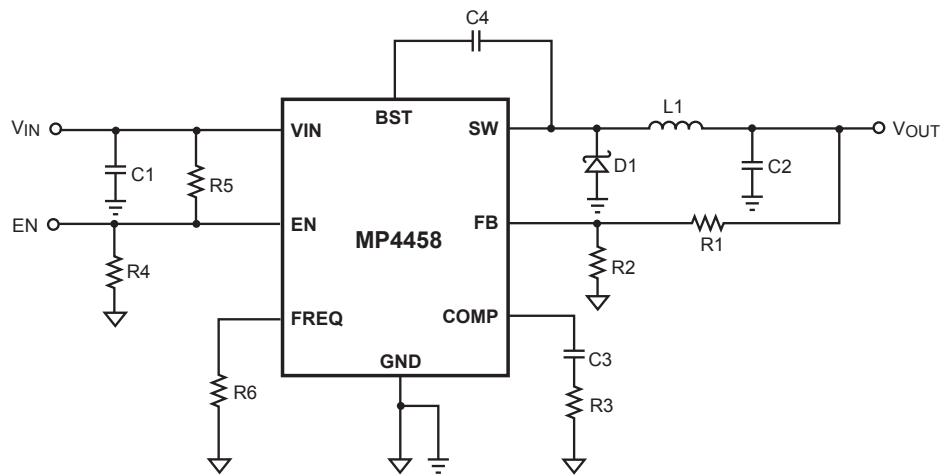 C4
VIN
VIN
BST
SW
L1
VOUT
C1
R5
D1
C2
EN
EN
MP4458
FB
R1
R4
R2
FREQ
COMP
GND
C3
R6
R3